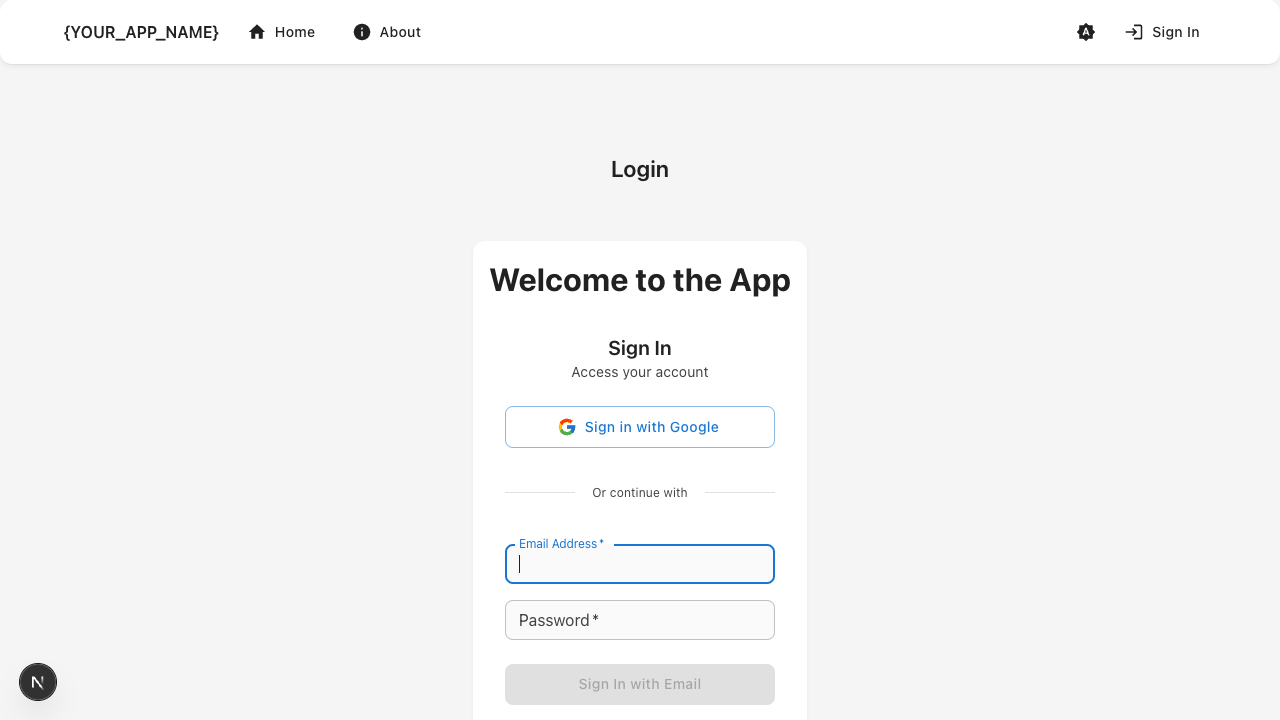 {YOUR_APP_NAME}
Home
About
A
Sign In
Login
Welcome to the App
Sign In
Access your account
Sign in with Google
Or continue with
Email Address *
Password *
Sign In with Email
N